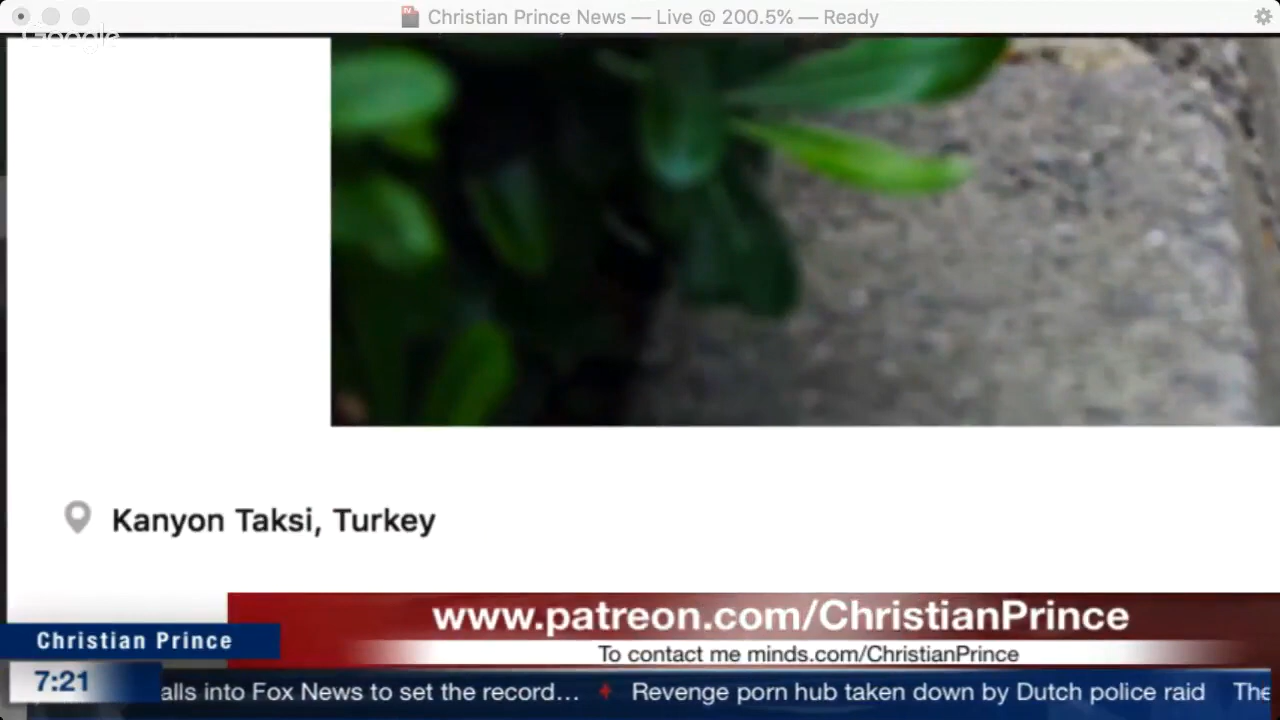 Christian Prince News — Live @ 200.5% — Ready
Google
Kanyon Taksi, Turkey
www.patreon.com/ChristianPrince
Christian Prince
To contact me minds.com/ChristianPrince
7:21
alls into Fox News to set the record... Revenge porn hub taken down by Dutch police raid The